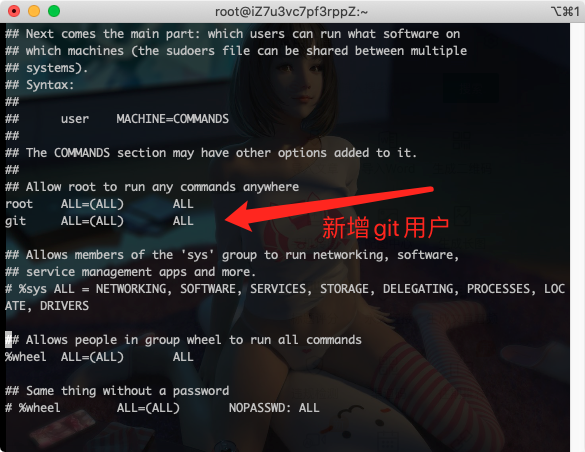 root@iZ7u3vc7pf3rppZ:~
⌥⌘1
## Next comes the main part: which users can run what software on
## which machines (the sudoers file can be shared between multiple
## systems).
## Syntax:
##
##      user    MACHINE=COMMANDS
##
## The COMMANDS section may have other options added to it.
##
## Allow root to run any commands anywhere
root    ALL=(ALL)       ALL
git     ALL=(ALL)       ALL
新增git用户
## Allows members of the 'sys' group to run networking, software,
## service management apps and more.
# %sys ALL = NETWORKING, SOFTWARE, SERVICES, STORAGE, DELEGATING, PROCESSES, LOC
ATE, DRIVERS
## Allows people in group wheel to run all commands
%wheel  ALL=(ALL)       ALL
## Same thing without a password
# %wheel        ALL=(ALL)       NOPASSWD: ALL